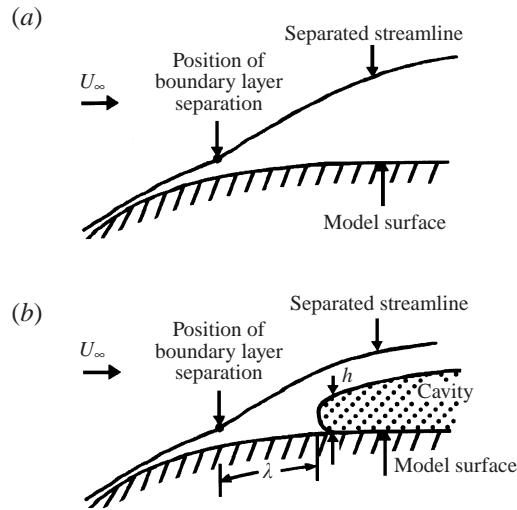 (a)
Separated streamline
Position of
boundary layer
separation
U∞
Model surface
(b)
Separated streamline
Position of
boundary layer
separation
U∞
h
Cavity
λ
Model surface